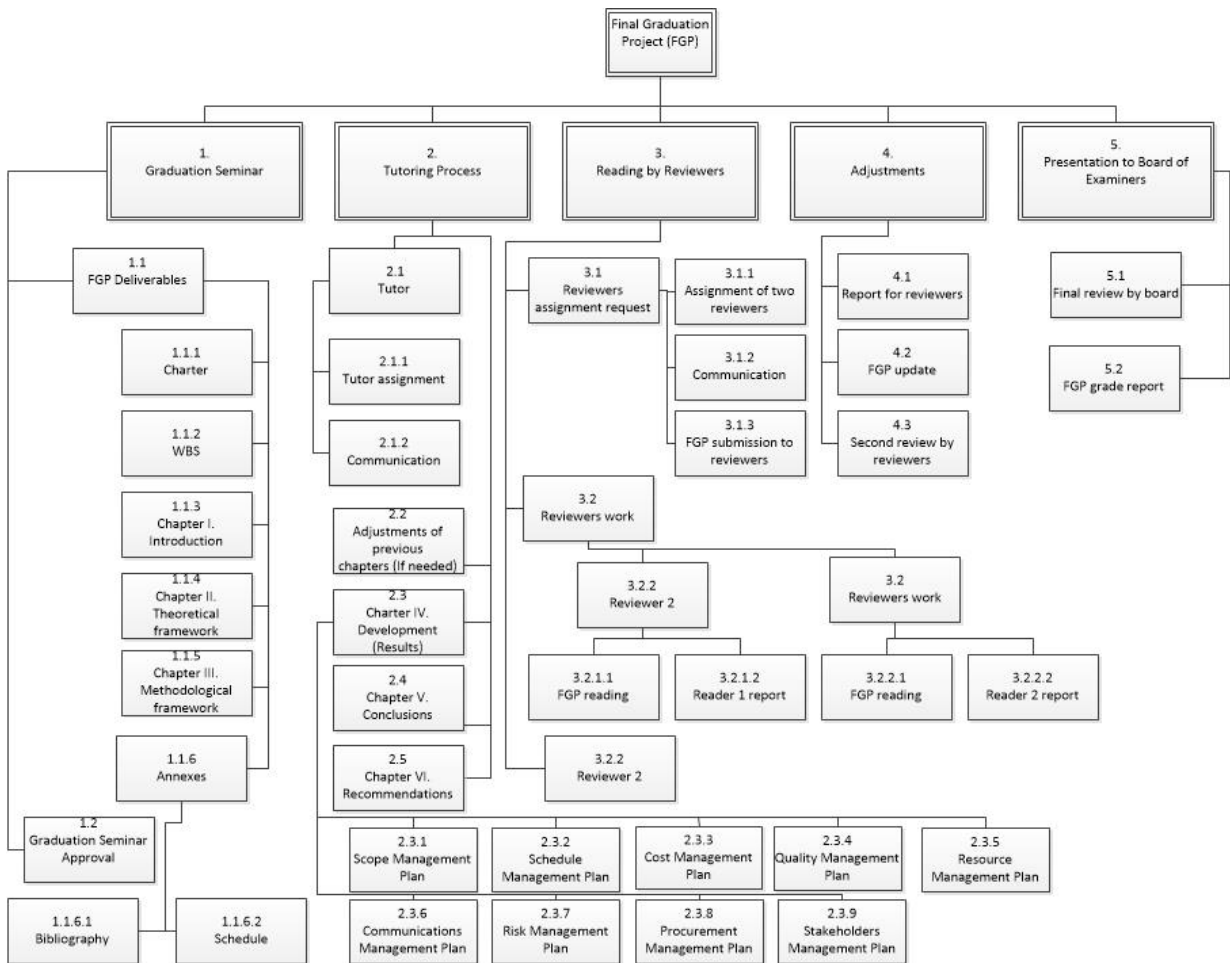 Final Graduation
Project (FGP)
1.
Graduation Seminar
2.
Tutoring Process
3.
Reading by Reviewers
4.
Adjustments
5.
Presentation to Board of
Examiners
1.1
FGP Deliverables
1.1.1
Charter
1.1.2
WBS
1.1.3
Chapter I.
Introduction
1.1.4
Chapter II.
Theoretical
framework
1.1.5
Chapter III.
Methodological
framework
1.1.6
Annexes
1.2
Graduation Seminar
Approval
1.1.6.1
Bibliography
1.1.6.2
Schedule
2.1
Tutor
2.1.1
Tutor assignment
2.1.2
Communication
2.2
Adjustments of
previous
chapters (If needed)
2.3
Charter IV.
Development
(Results)
2.4
Chapter V.
Conclusions
2.5
Chapter VI.
Recommendations
3.1
Reviewers
assignment request
3.1.1
Assignment of two
reviewers
3.1.2
Communication
3.1.3
FGP submission to
reviewers
3.2
Reviewers work
3.2.2
Reviewer 2
3.2
Reviewers work
3.2.1.1
FGP reading
3.2.1.2
Reader 1 report
3.2.2.1
FGP reading
3.2.2.2
Reader 2 report
3.2.2
Reviewer 2
4.1
Report for reviewers
4.2
FGP update
4.3
Second review by
reviewers
5.1
Final review by board
5.2
FGP grade report
2.3.1
Scope Management
Plan
2.3.2
Schedule
Management Plan
2.3.3
Cost Management
Plan
2.3.4
Quality Management
Plan
2.3.5
Resource
Management Plan
2.3.6
Communications
Management Plan
2.3.7
Risk Management
Plan
2.3.8
Procurement
Management Plan
2.3.9
Stakeholders
Management Plan